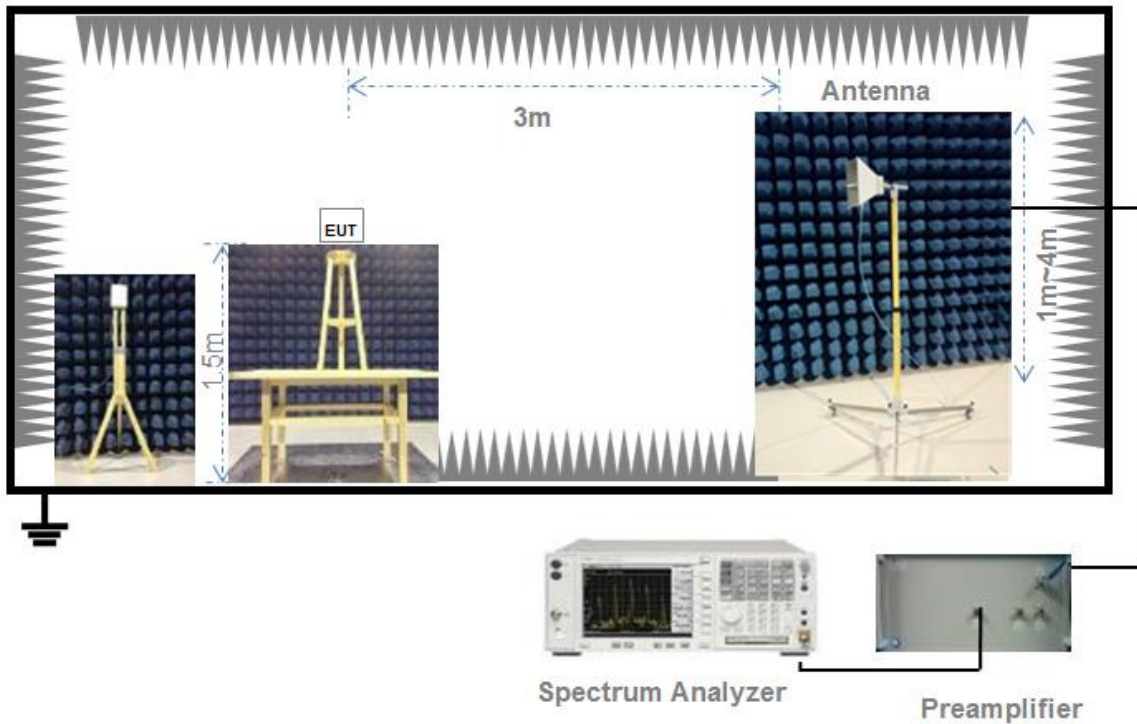 Antenna
3m
EUT
1.5m
1m~4m
Spectrum Analyzer
Preamplifier